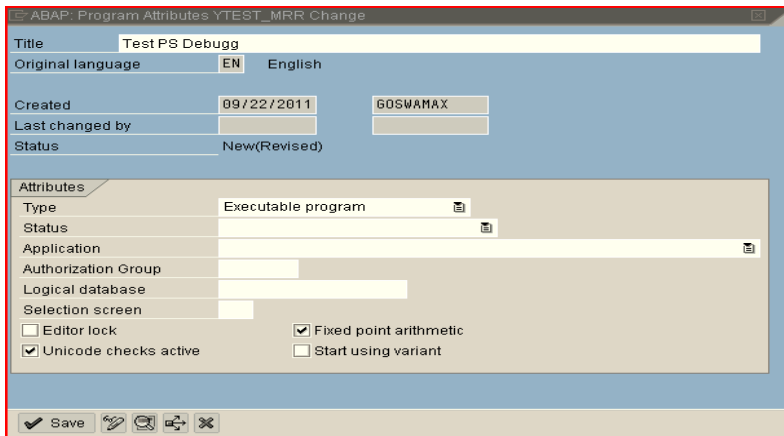 ABAP: Program Attributes YTEST_MRR Change
Title Test PS Debugg
Original language EN English
Created 09/22/2011 GOSWAMAX
Last changed by
Status New(Revised)
Attributes
Type Executable program
Status
Application
Authorization Group
Logical database
Selection screen
Editor lock Fixed point arithmetic
Unicode checks active Start using variant
Save